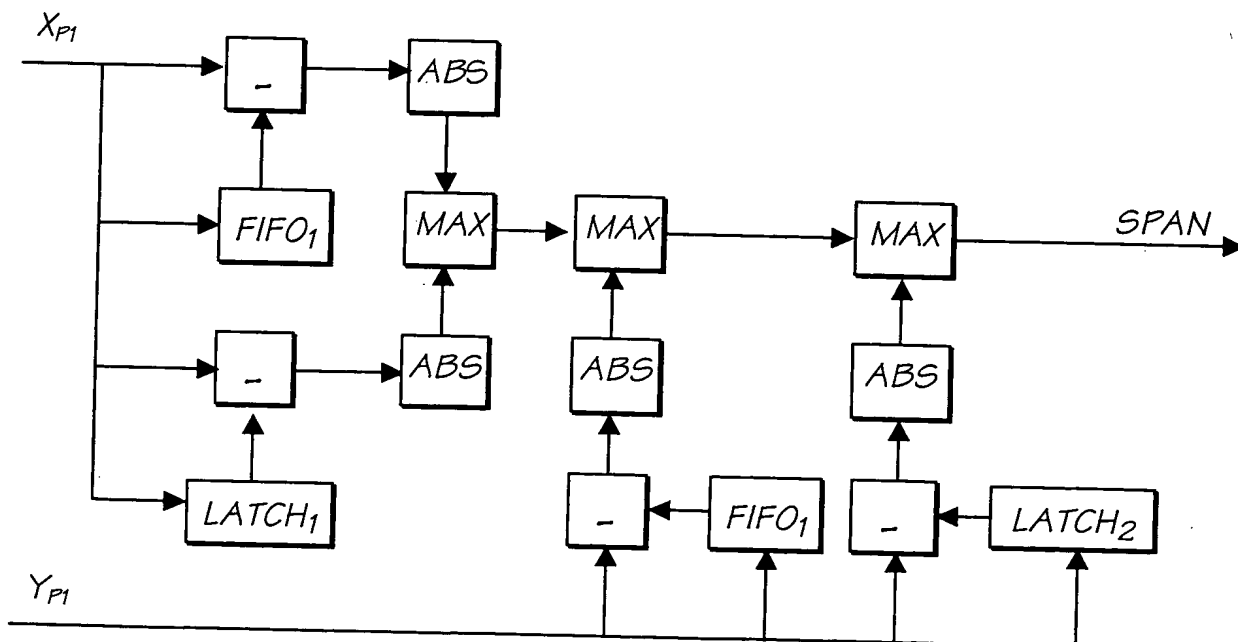 X_P1
-
ABS
FIFO₁
MAX
MAX
MAX
SPAN
-
ABS
ABS
ABS
LATCH₁
-
FIFO₁
-
LATCH₂
Y_P1